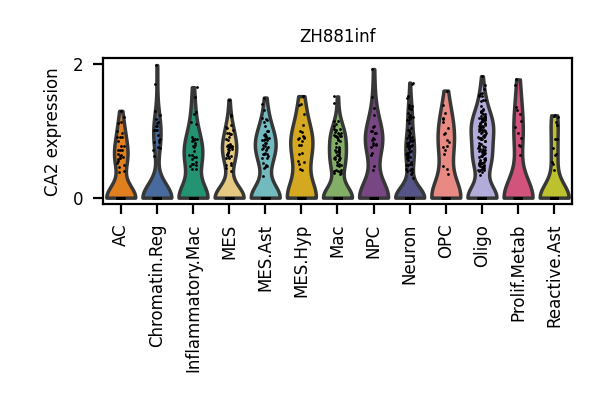 ZH881inf
CA2 expression
2
0
AC
Chromatin.Reg
Inflammatory.Mac
MES
MES.Ast
MES.Hyp
Mac
NPC
Neuron
OPC
Oligo
Prolif.Metab
Reactive.Ast